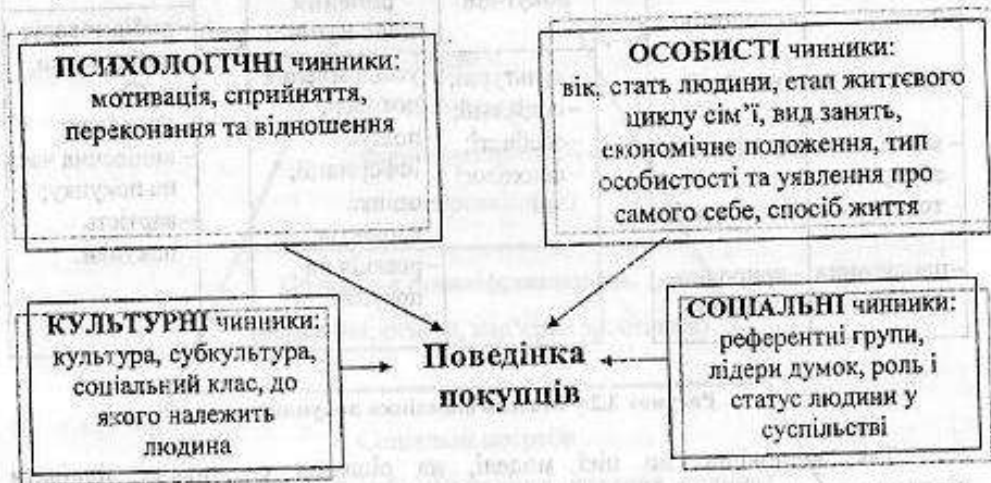 ПСИХОЛОГІЧНІ чинники:
мотивація, сприйняття,
переконання та відношення
ОСОБИСТІ чинники:
вік, стать людини, етап життєвого
циклу сім’ї, вид занять,
економічне положення, тип
особистості та уявлення про
самого себе, спосіб життя
КУЛЬТУРНІ чинники:
культура, субкультура,
соціальний клас, до
якого належить
людина
Поведінка
покупців
СОЦІАЛЬНІ чинники:
референтні групи,
лідери думок, роль і
статус людини у
суспільстві